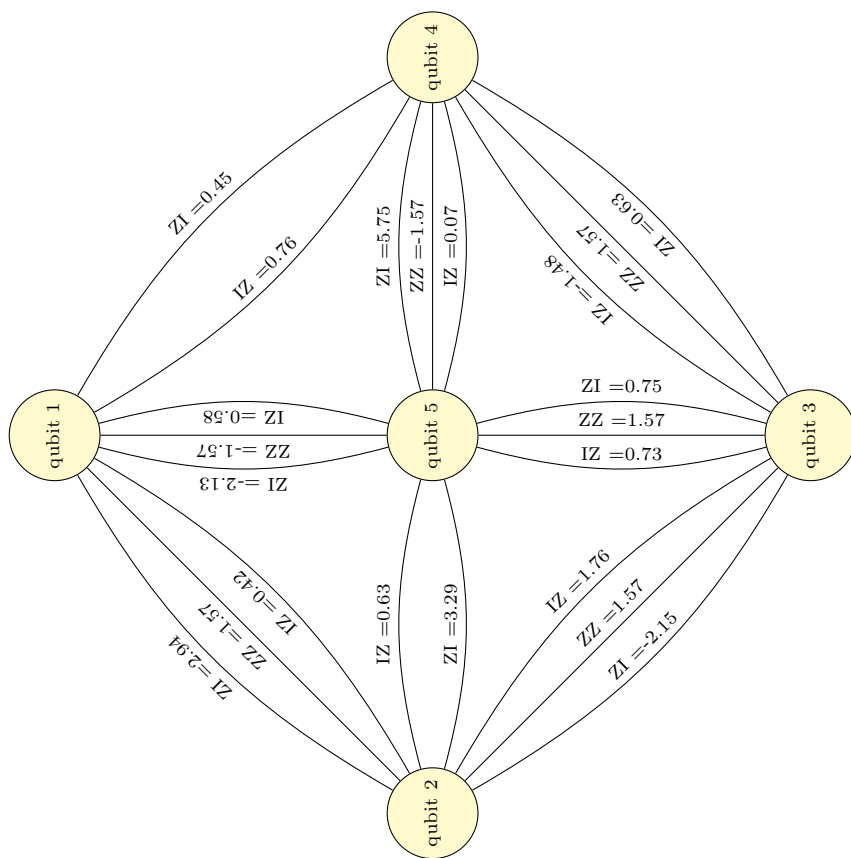 qubit 4
ZI =0.45
IZ =0.76
ZI =5.75
ZZ =-1.57
IZ =0.07
ZI =0.63
ZZ =1.57
IZ =-1.48
qubit 1
IZ =0.58
ZZ =-1.57
ZI =-2.13
qubit 5
ZI =0.75
ZZ =1.57
IZ =0.73
qubit 3
IZ =0.42
ZZ =1.57
ZI =2.94
IZ =0.63
ZI =3.29
IZ =1.76
ZZ =1.57
ZI =-2.15
qubit 2